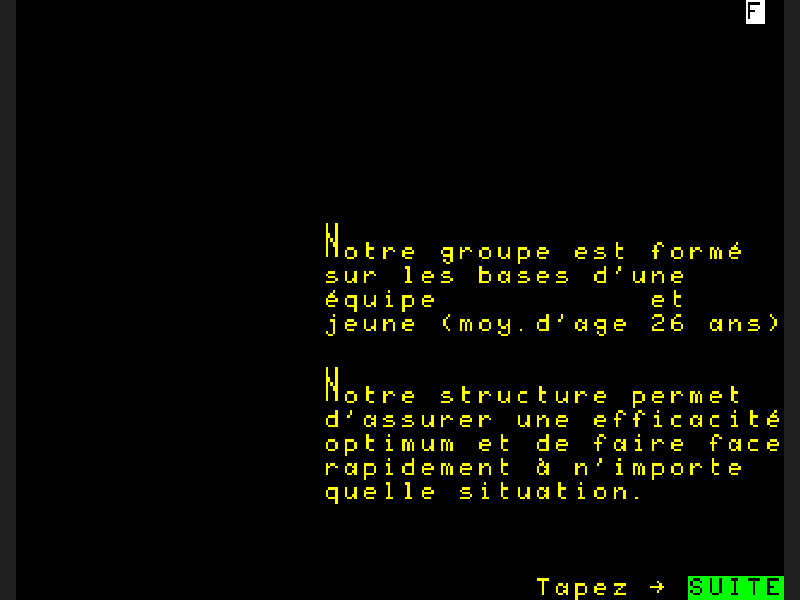 F
Notre groupe est formé
sur les bases d'une
équipe et
jeune (moy.d'age 26 ans)
Notre structure permet
d'assurer une efficacité
optimum et de faire face
rapidement à n'importe
quelle situation.
Tapez → SUITE